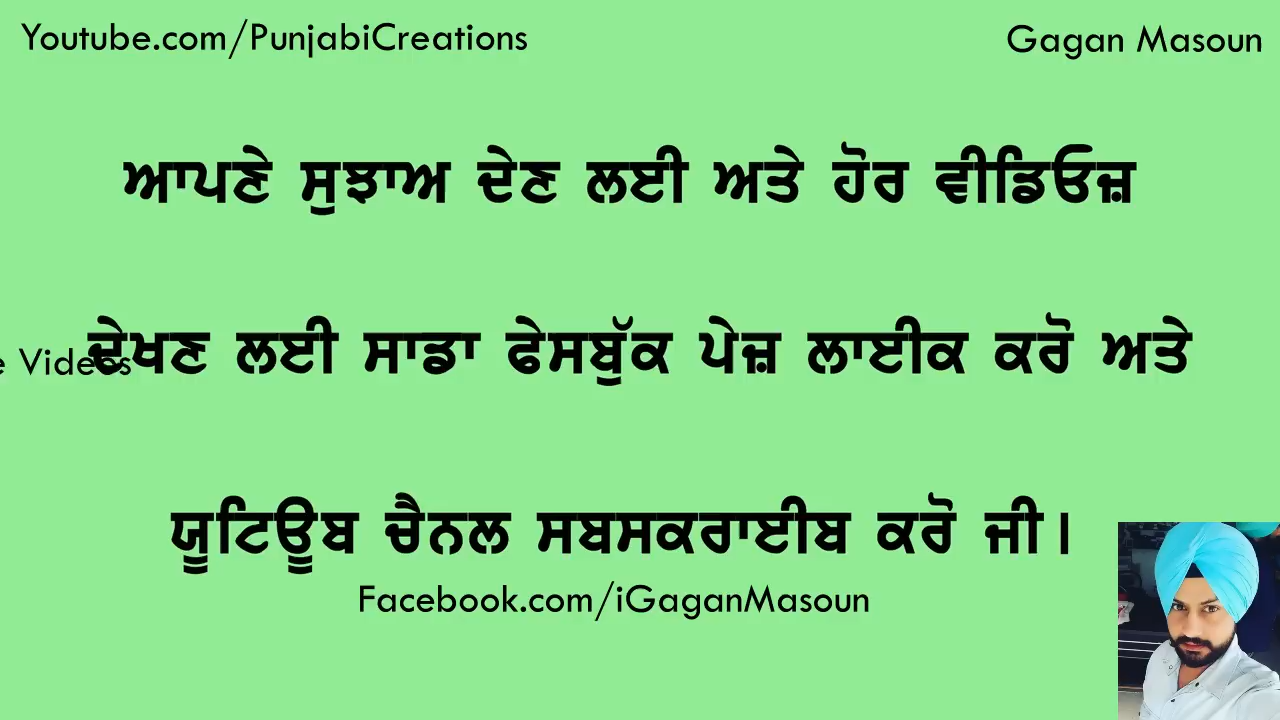 Youtube.com/PunjabiCreations
Gagan Masoun
ਆਪਣੇ ਸੁਝਾਅ ਦੇਣ ਲਈ ਅਤੇ ਹੋਰ ਵੀਡਿਓਜ਼
ਦੇਖਣ ਲਈ ਸਾਡਾ ਫੇਸਬੁੱਕ ਪੇਜ਼ ਲਾਈਕ ਕਰੋ ਅਤੇ
e Videos
ਯੂਟਿਊਬ ਚੈਨਲ ਸਬਸਕਰਾਈਬ ਕਰੋ ਜੀ।
Facebook.com/iGaganMasoun